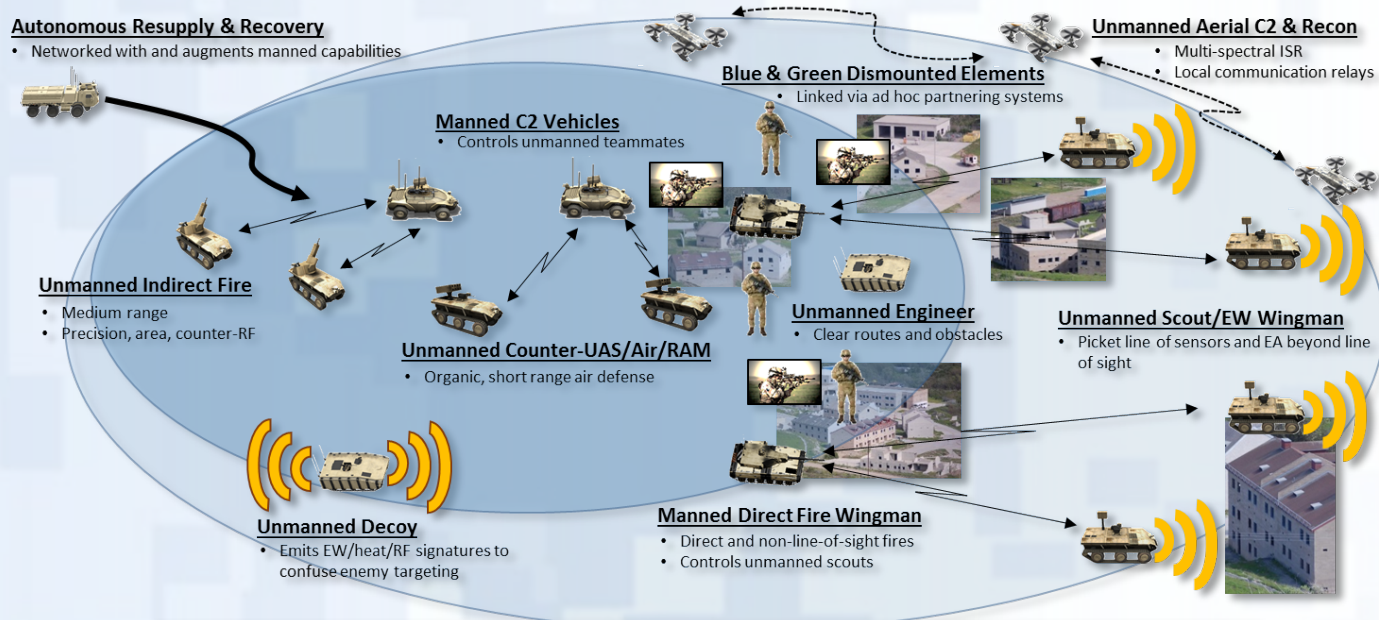 Autonomous Resupply & Recovery
• Networked with and augments manned capabilities
Unmanned Aerial C2 & Recon
• Multi-spectral ISR
• Local communication relays
Blue & Green Dismounted Elements
• Linked via ad hoc partnering systems
Manned C2 Vehicles
• Controls unmanned teammates
Unmanned Indirect Fire
• Medium range
• Precision, area, counter-RF
Unmanned Counter-UAS/Air/RAM
• Organic, short range air defense
Unmanned Engineer
• Clear routes and obstacles
Unmanned Scout/EW Wingman
• Picket line of sensors and EA beyond line
of sight
Unmanned Decoy
• Emits EW/heat/RF signatures to
confuse enemy targeting
Manned Direct Fire Wingman
• Direct and non-line-of-sight fires
• Controls unmanned scouts